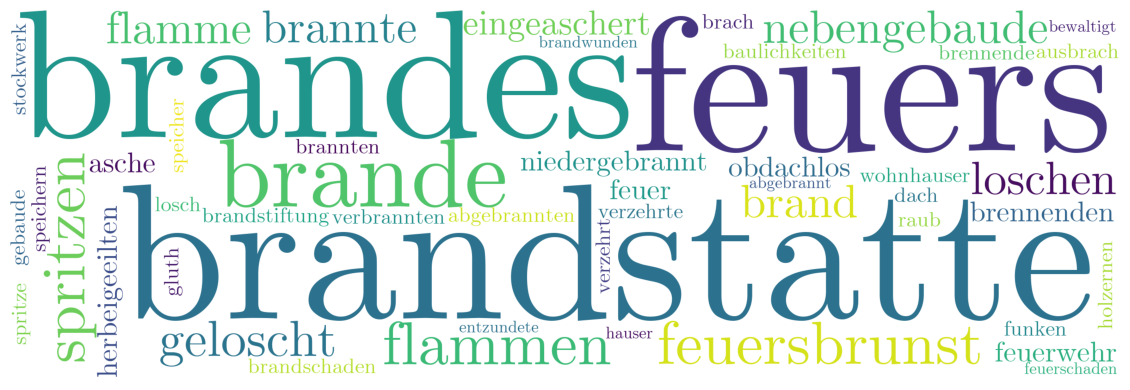 stockwerk
flamme
brannte
eingeaschert
brandwunden
brach
nebengebaude
bewaltigt
baulichkeiten
brennende
ausbrach
brandes
feuers
speicher
asche
brannten
brande
niedergebrannt
obdachlos
abgebrannt
wohnhauser
loschen
gebaude
speichern
spritzen
herbeigeeilten
losch
brandstiftung
verbrannten
abgebrannten
feuer
verzehrte
brand
dach
raub
brennenden
brandstatte
gluth
verzehrt
holzernen
spritze
geloscht
brandschaden
entzundete
flammen
hauser
feuersbrunst
funken
feuerwehr
feuerschaden